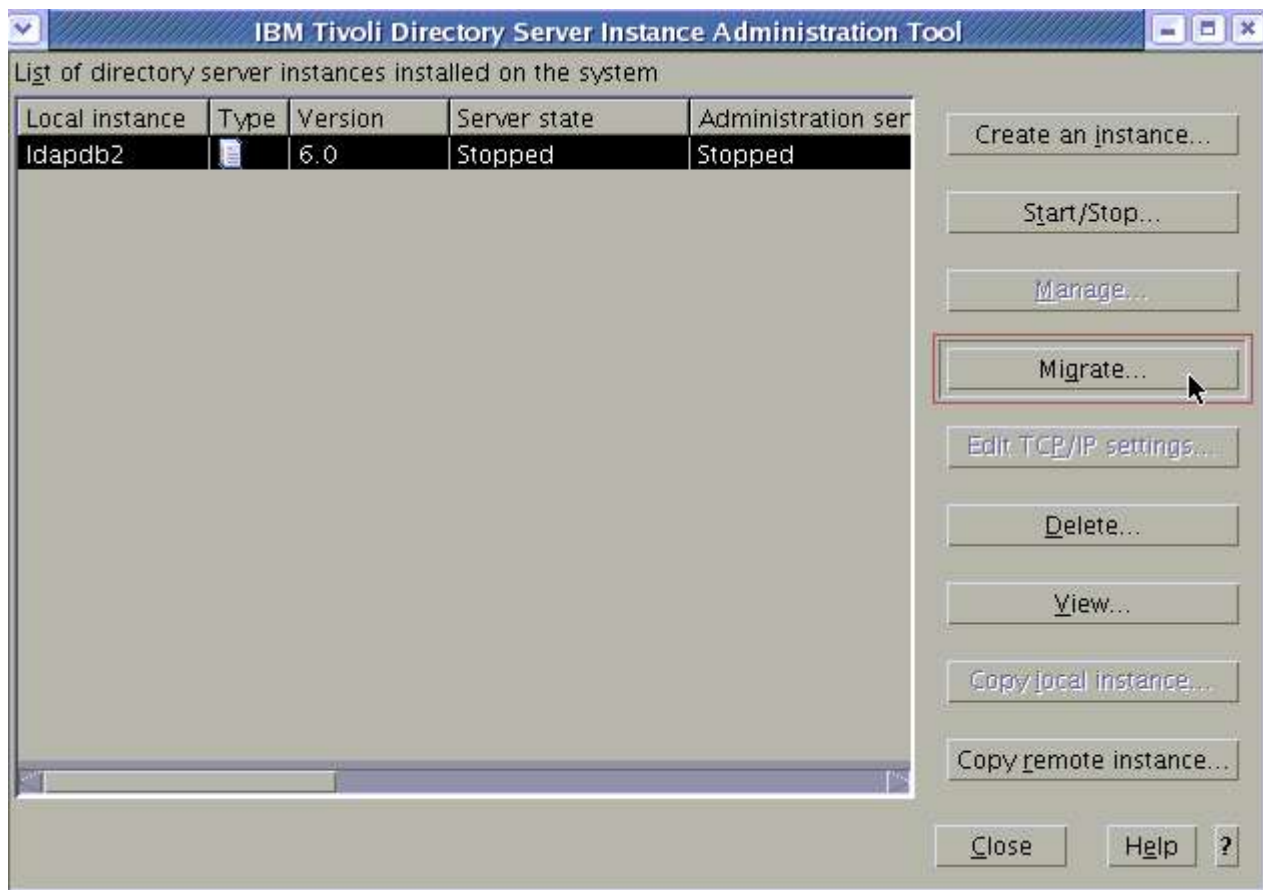 IBM Tivoli Directory Server Instance Administration Tool
List of directory server instances installed on the system
Local instance Type Version Server state Administration ser
ldapdb2 6.0 Stopped Stopped
Create an instance...
Start/Stop...
Manage...
Migrate...
Edit TCP/IP settings...
Delete...
View...
Copy local instance...
Copy remote instance...
Close Help ?